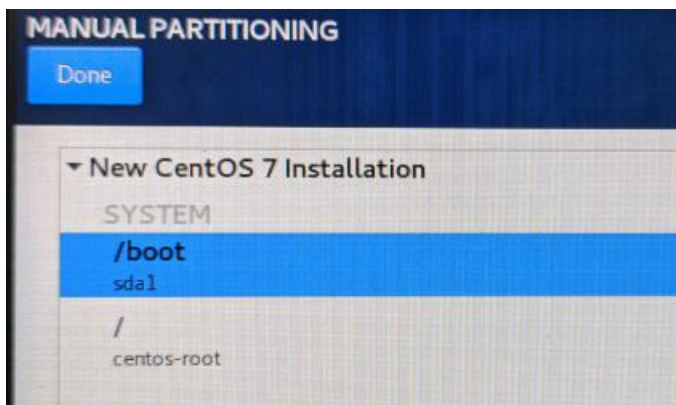 MANUAL PARTITIONING
Done
New CentOS 7 Installation
SYSTEM
/boot
sda1
/
centos-root